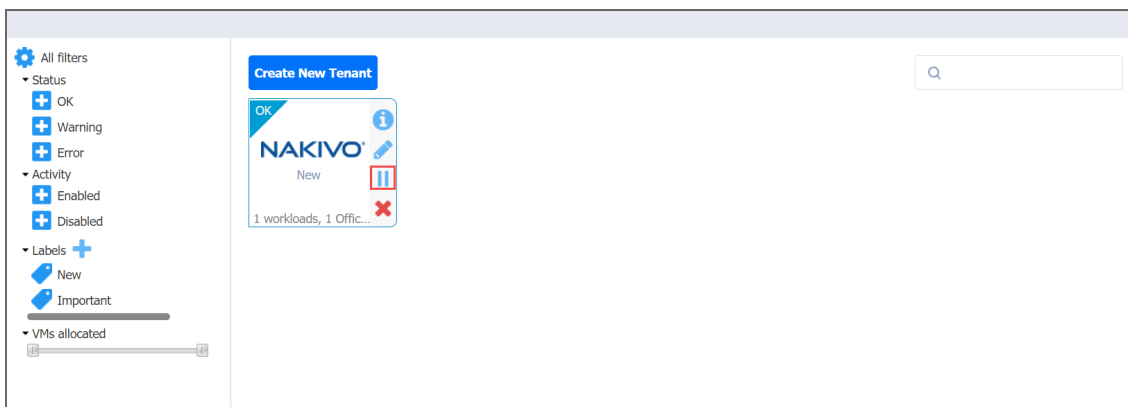 All filters
Status
OK
Warning
Error
Activity
Enabled
Disabled
Labels
New
Important
VMs allocated
Create New Tenant
OK
NAKIVO®
New
1 workloads, 1 Offic...